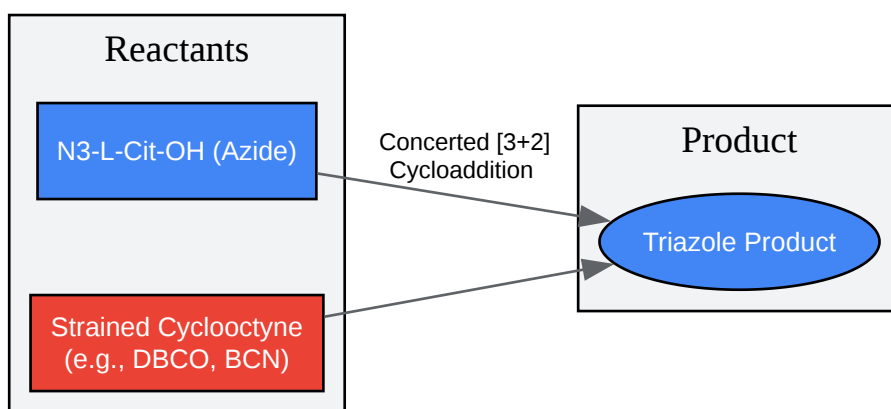 Reactants
N3-L-Cit-OH (Azide)
Strained Cyclooctyne
(e.g., DBCO, BCN)
Concerted [3+2]
Cycloaddition
Product
Triazole Product